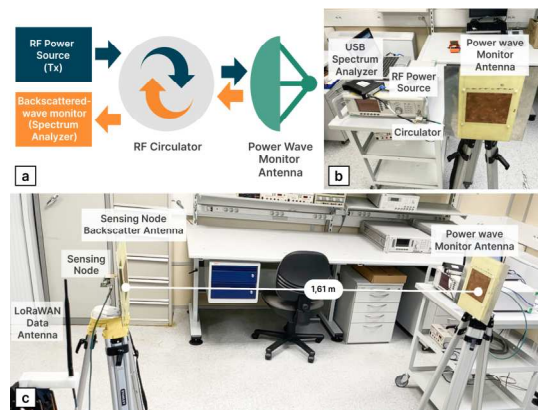 RF Power
Source
(Tx)
Backscattered-
wave monitor
(Spectrum
Analyzer)
RF Circulator
Power Wave
Monitor
Antenna
a
USB
Spectrum
Analyzer
RF Power
Source
Circulator
Power wave
Monitor
Antenna
b
Sensing Node
Backscatter Antenna
Sensing
Node
LoRaWAN
Data
Antenna
1,61 m
Power wave
Monitor Antenna
c